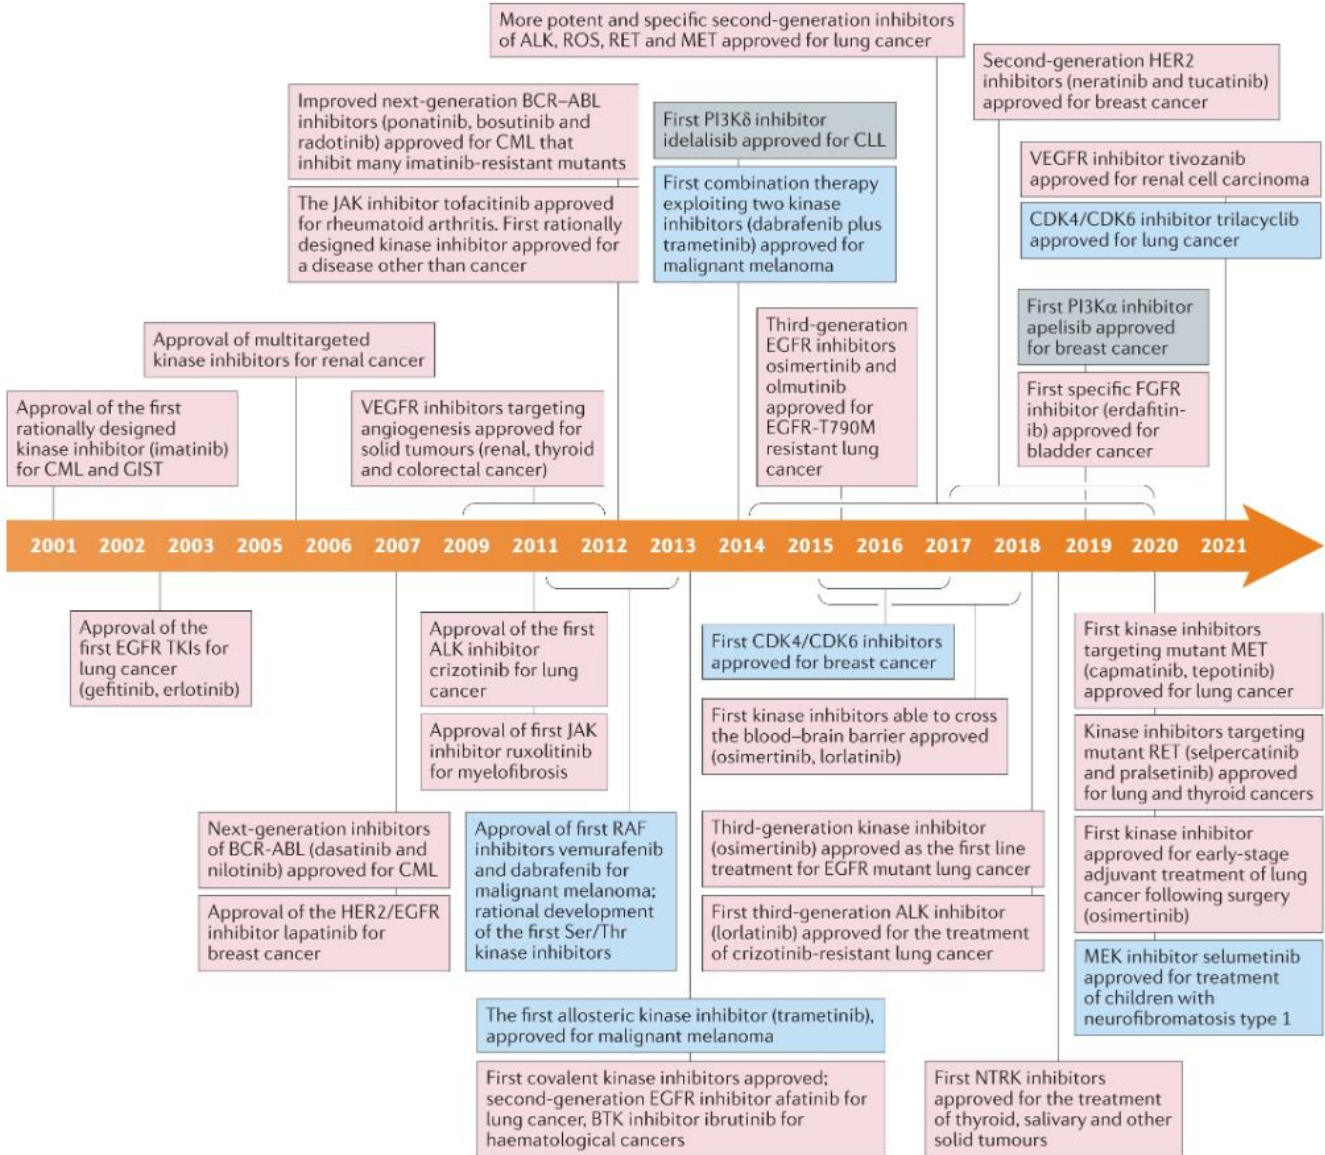 More potent and specific second-generation inhibitors
of ALK, ROS, RET and MET approved for lung cancer
Second-generation HER2
inhibitors (neratinib and tucatinib)
approved for breast cancer
Improved next-generation BCR–ABL
inhibitors (ponatinib, bosutinib and
radotinib) approved for CML that
inhibit many imatinib-resistant mutants
First PI3Kδ inhibitor
idelalisib approved for CLL
VEGFR inhibitor tivozanib
approved for renal cell carcinoma
The JAK inhibitor tofacitinib approved
for rheumatoid arthritis. First rationally
designed kinase inhibitor approved for
a disease other than cancer
First combination therapy
exploiting two kinase
inhibitors (dabrafenib plus
trametinib) approved for
malignant melanoma
CDK4/CDK6 inhibitor trilacyclib
approved for lung cancer
Approval of multitargeted
kinase inhibitors for renal cancer
Third-generation
EGFR inhibitors
osimertinib and
olmutinib
approved for
EGFR-T790M
resistant lung
cancer
First PI3Kα inhibitor
apelisib approved
for breast cancer
Approval of the first
rationally designed
kinase inhibitor (imatinib)
for CML and GIST
VEGFR inhibitors targeting
angiogenesis approved for
solid tumours (renal, thyroid
and colorectal cancer)
First specific FGFR
inhibitor (erdafitin-
ib) approved for
bladder cancer
2001 2002 2003 2005 2006 2007 2009 2011 2012 2013 2014 2015 2016 2017 2018 2019 2020 2021
Approval of the
first EGFR TKIs for
lung cancer
(gefitinib, erlotinib)
Approval of the first
ALK inhibitor
crizotinib for lung
cancer
First CDK4/CDK6 inhibitors
approved for breast cancer
First kinase inhibitors
targeting mutant MET
(capmatinib, tepotinib)
approved for lung cancer
Approval of first JAK
inhibitor ruxolitinib
for myelofibrosis
First kinase inhibitors able to cross
the blood–brain barrier approved
(osimertinib, lorlatinib)
Kinase inhibitors targeting
mutant RET (selpercatinib
and pralsetinib) approved
for lung and thyroid cancers
Next-generation inhibitors
of BCR-ABL (dasatinib and
nilotinib) approved for CML
Approval of first RAF
inhibitors vemurafenib
and dabrafenib for
malignant melanoma;
rational development
of the first Ser/Thr
kinase inhibitors
Third-generation kinase inhibitor
(osimertinib) approved as the first line
treatment for EGFR mutant lung cancer
First kinase inhibitor
approved for early-stage
adjuvant treatment of lung
cancer following surgery
(osimertinib)
Approval of the HER2/EGFR
inhibitor lapatinib for
breast cancer
First third-generation ALK inhibitor
(lorlatinib) approved for the treatment
of crizotinib-resistant lung cancer
MEK inhibitor selumetinib
approved for treatment
of children with
neurofibromatosis type 1
The first allosteric kinase inhibitor (trametinib),
approved for malignant melanoma
First covalent kinase inhibitors approved;
second-generation EGFR inhibitor afatinib for
lung cancer, BTK inhibitor ibrutinib for
haematological cancers
First NTRK inhibitors
approved for the treatment
of thyroid, salivary and other
solid tumours